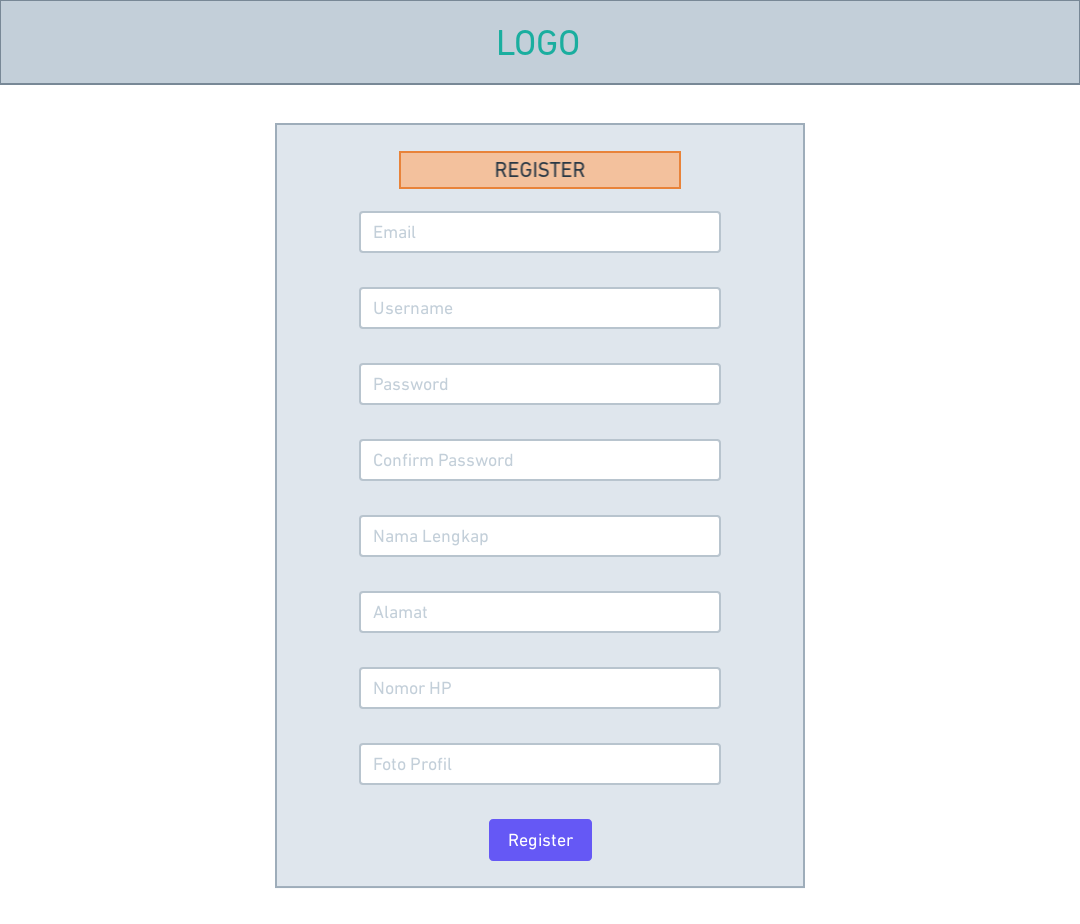 LOGO
REGISTER
Email
Username
Password
Confirm Password
Nama Lengkap
Alamat
Nomor HP
Foto Profil
Register